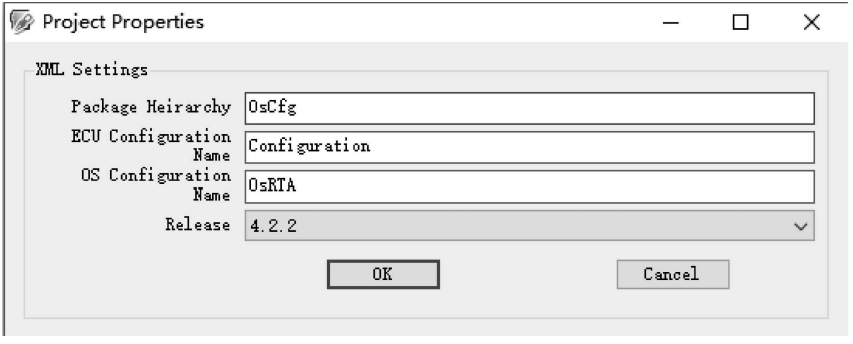 Project Properties
XML Settings
Package Heirarchy OsCfg
ECU Configuration
Name Configuration
OS Configuration
Name OsRTA
Release 4.2.2
OK Cancel